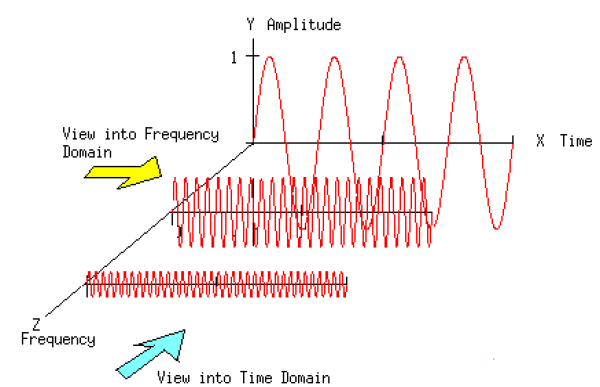 Y Amplitude
1
View into Frequency
Domain
X Time
Z
Frequency
View into Time Domain